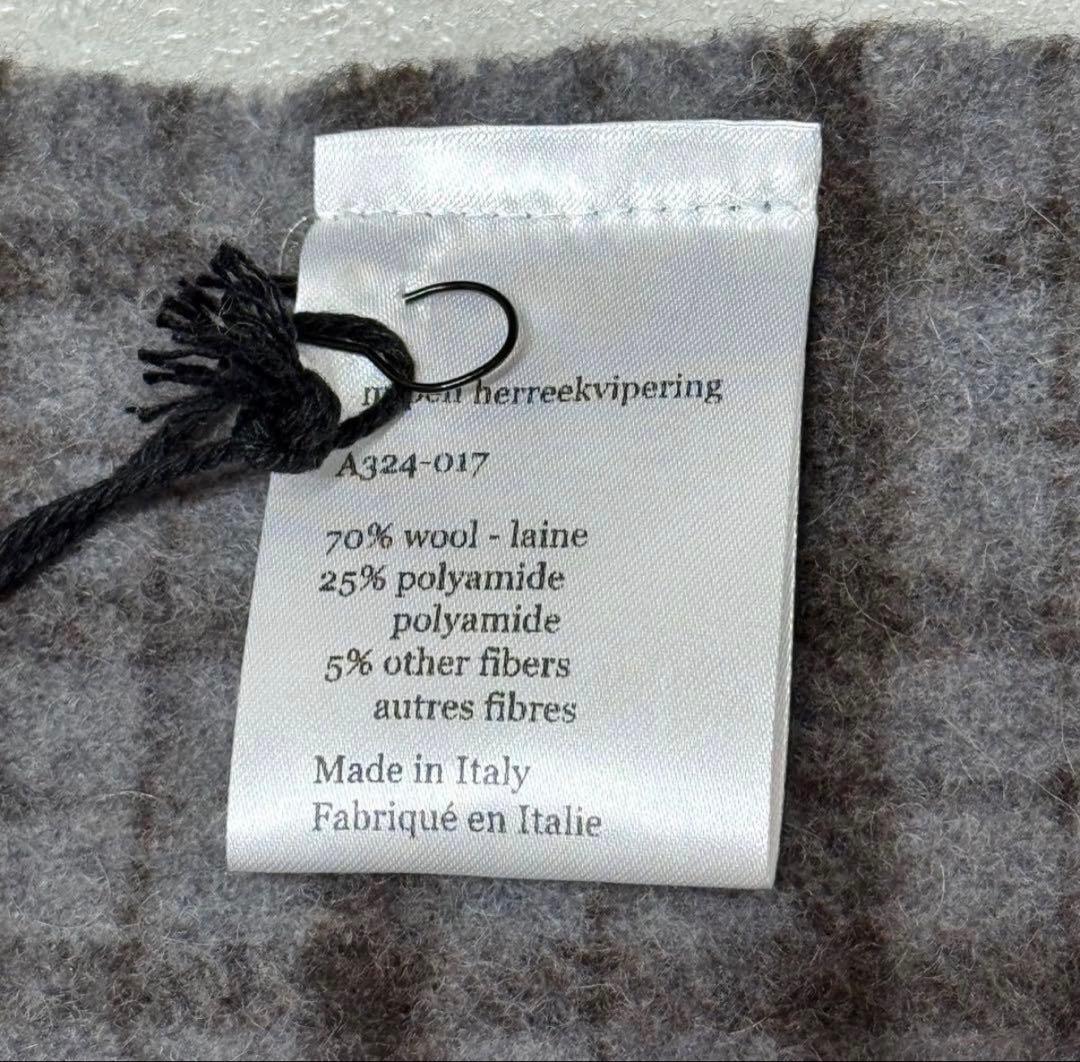 herreekvipering
A324-017
70% wool - laine
25% polyamide
polyamide
5% other fibers
autres fibres
Made in Italy
Fabriqué en Italie